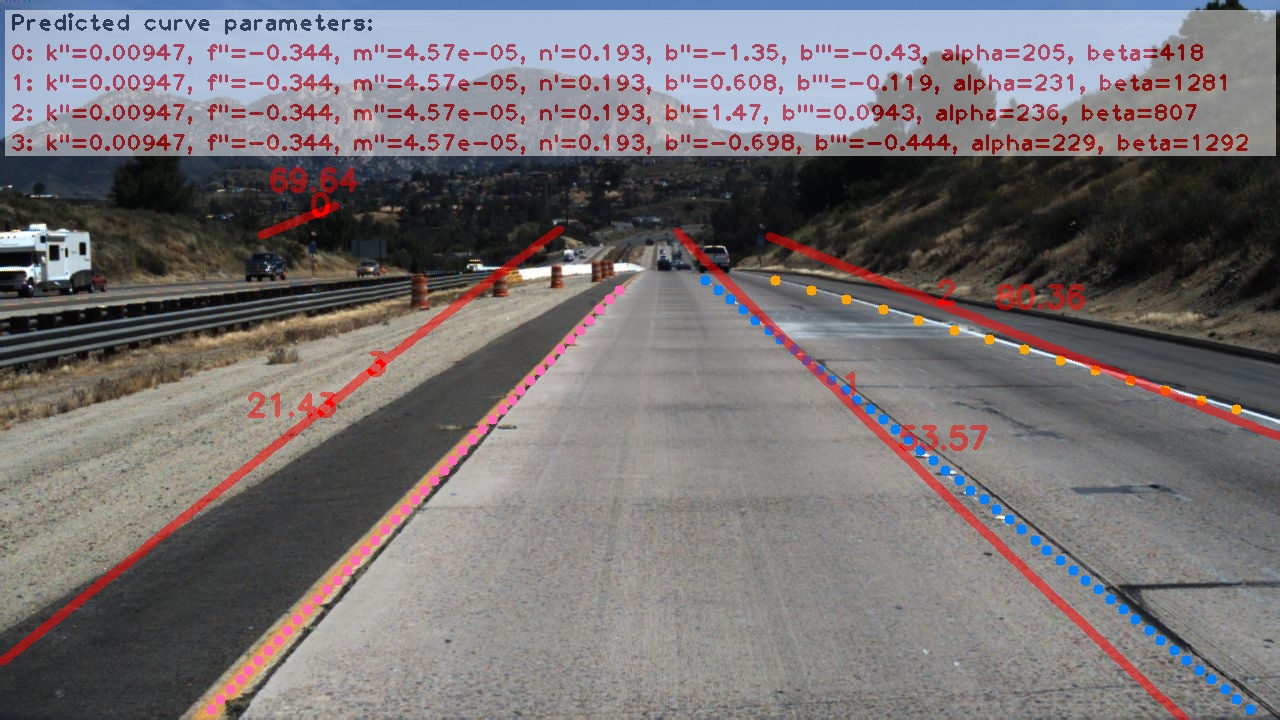 Predicted curve parameters:
0: k''=0.00947, f''=-0.344, m''=4.57e-05, n'=0.193, b''=-1.35, b'''=-0.43, alpha=205, beta=418
1: k''=0.00947, f''=-0.344, m''=4.57e-05, n'=0.193, b''=0.608, b'''=-0.119, alpha=231, beta=1281
2: k''=0.00947, f''=-0.344, m''=4.57e-05, n'=0.193, b''=1.47, b'''=0.0943, alpha=236, beta=807
3: k''=0.00947, f''=-0.344, m''=4.57e-05, n'=0.193, b''=-0.698, b'''=-0.444, alpha=229, beta=1292
69.64
0
2 80.36
3
1
21.43
53.57